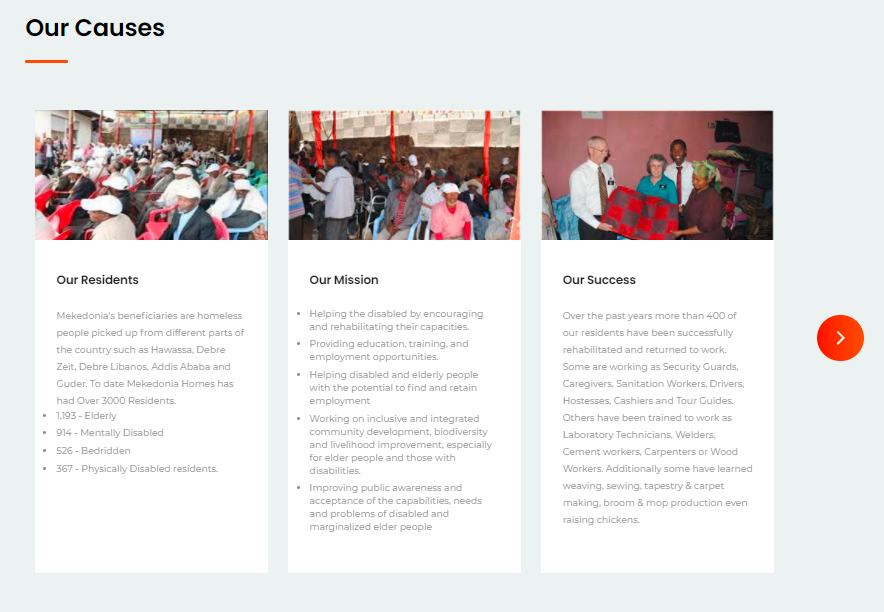 Our Causes
Our Residents
Mekedonia's beneficiaries are homeless
people picked up from different parts of
the country such as Hawassa, Debre
Zeit, Debre Libanos, Addis Ababa and
Guder. To date Mekedonia Homes has
had Over 3000 Residents.
• 1,193 - Elderly
• 914 - Mentally Disabled
• 526 - Bedridden
• 367 - Physically Disabled residents.
Our Mission
• Helping the disabled by encouraging
and rehabilitating their capacities.
• Providing education, training, and
employment opportunities.
• Helping disabled and elderly people
with the potential to find and retain
employment
• Working on inclusive and integrated
community development, biodiversity
and livelihood improvement, especially
for elder people and those with
disabilities.
• Improving public awareness and
acceptance of the capabilities, needs
and problems of disabled and
marginalized elder people
Our Success
Over the past years more than 400 of
our residents have been successfully
rehabilitated and returned to work.
Some are working as Security Guards,
Caregivers, Sanitation Workers, Drivers,
Hostesses, Cashiers and Tour Guides.
Others have been trained to work as
Laboratory Technicians, Welders,
Cement workers, Carpenters or Wood
Workers. Additionally some have learned
weaving, sewing, tapestry & carpet
making, broom & mop production even
raising chickens.